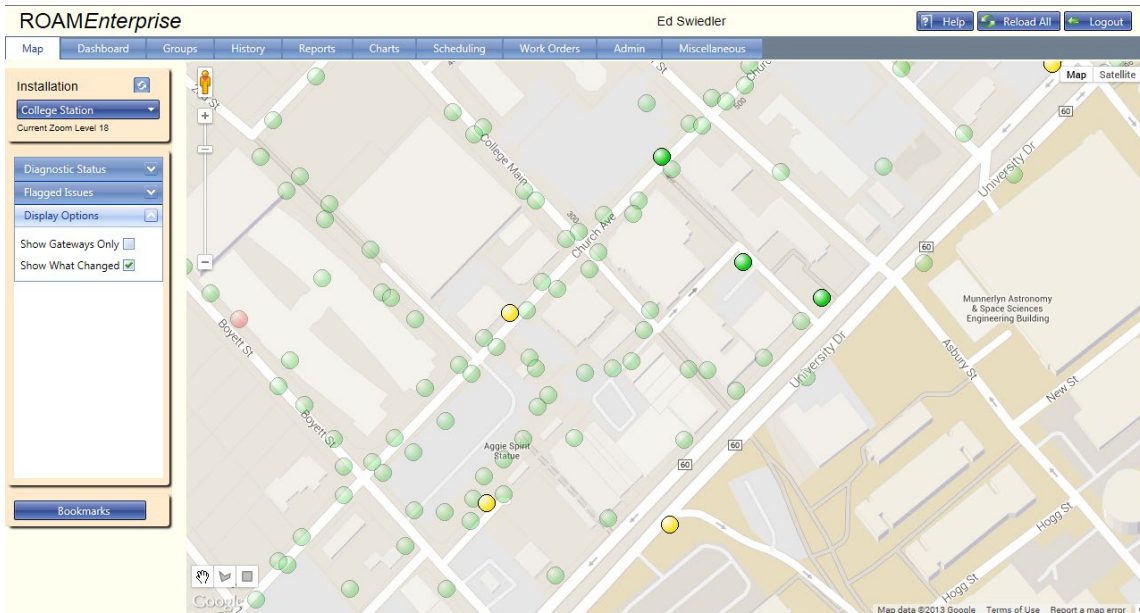 ROAMEnterprise
Ed Swiedler
? Help
Reload All
Logout
Map
Dashboard
Groups
History
Reports
Charts
Scheduling
Work Orders
Admin
Miscellaneous
Installation
College Station
Current Zoom Level 18
Diagnostic Status
Flagged Issues
Display Options
Show Gateways Only
Show What Changed
Bookmarks
Map
Satellite
500
60
University Dr
College Main
300
Church Ave
60
Munnerlyn Astronomy
& Space Sciences
Engineering Building
Boyett St
University Dr
Asbury St
New St
Boyett St
Aggie Spirit
Statue
60
60
Hogg St
Hogg St
Google
Map data ©2013 Google
Terms of Use
Report a map error